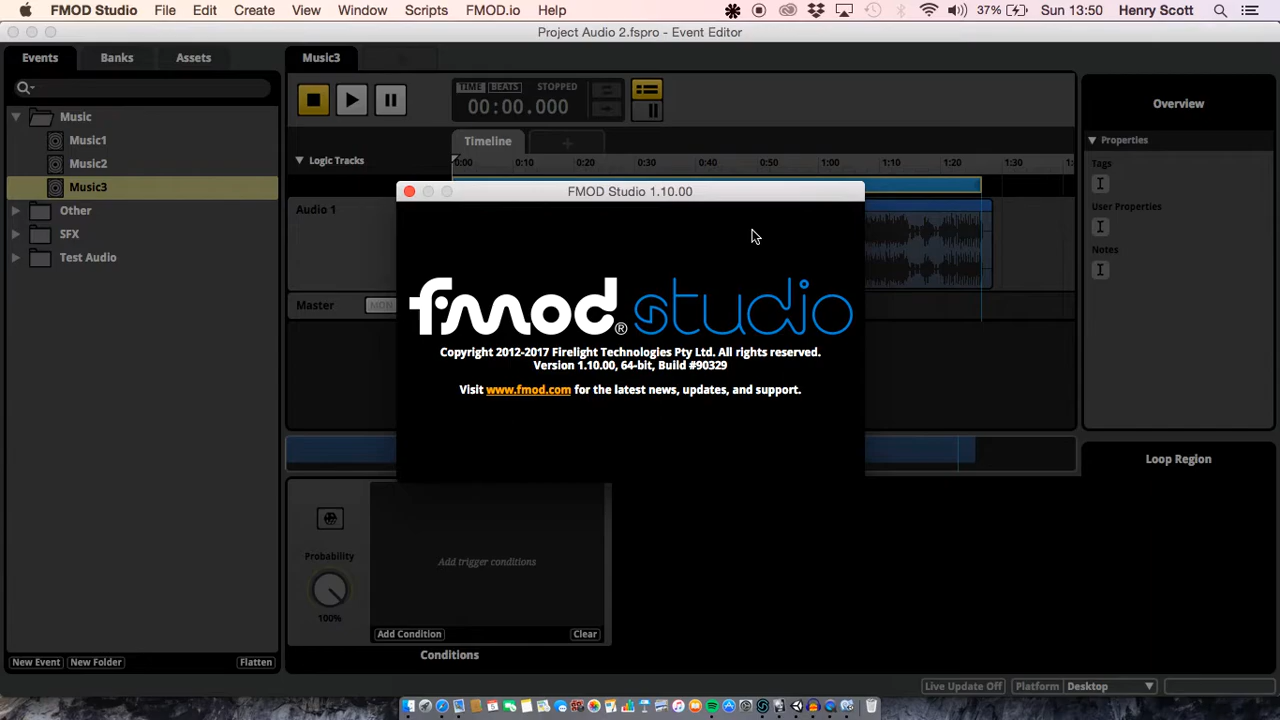 FMOD Studio File Edit Create View Window Scripts FMOD.io Help 37% Sun 13:50 Henry Scott
Project Audio 2.fspro - Event Editor
Events Banks Assets Music3
Music
Music1
Music2
Music3
Other
SFX
Test Audio
TIME BEATS STOPPED
00:00.000
Timeline +
Logic Tracks 0:00 0:10 0:20 0:30 0:40 0:50 1:00 1:10 1:20 1:30
Audio 1
Master MON
FMOD Studio 1.10.00
fmod® studio
Copyright 2012-2017 Firelight Technologies Pty Ltd. All rights reserved.
Version 1.10.00, 64-bit, Build #90329
Visit www.fmod.com for the latest news, updates, and support.
Overview
Properties
Tags
User Properties
Notes
Loop Region
Probability
100%
Add trigger conditions
Add Condition Clear
Conditions
New Event New Folder Flatten
Live Update Off Platform Desktop